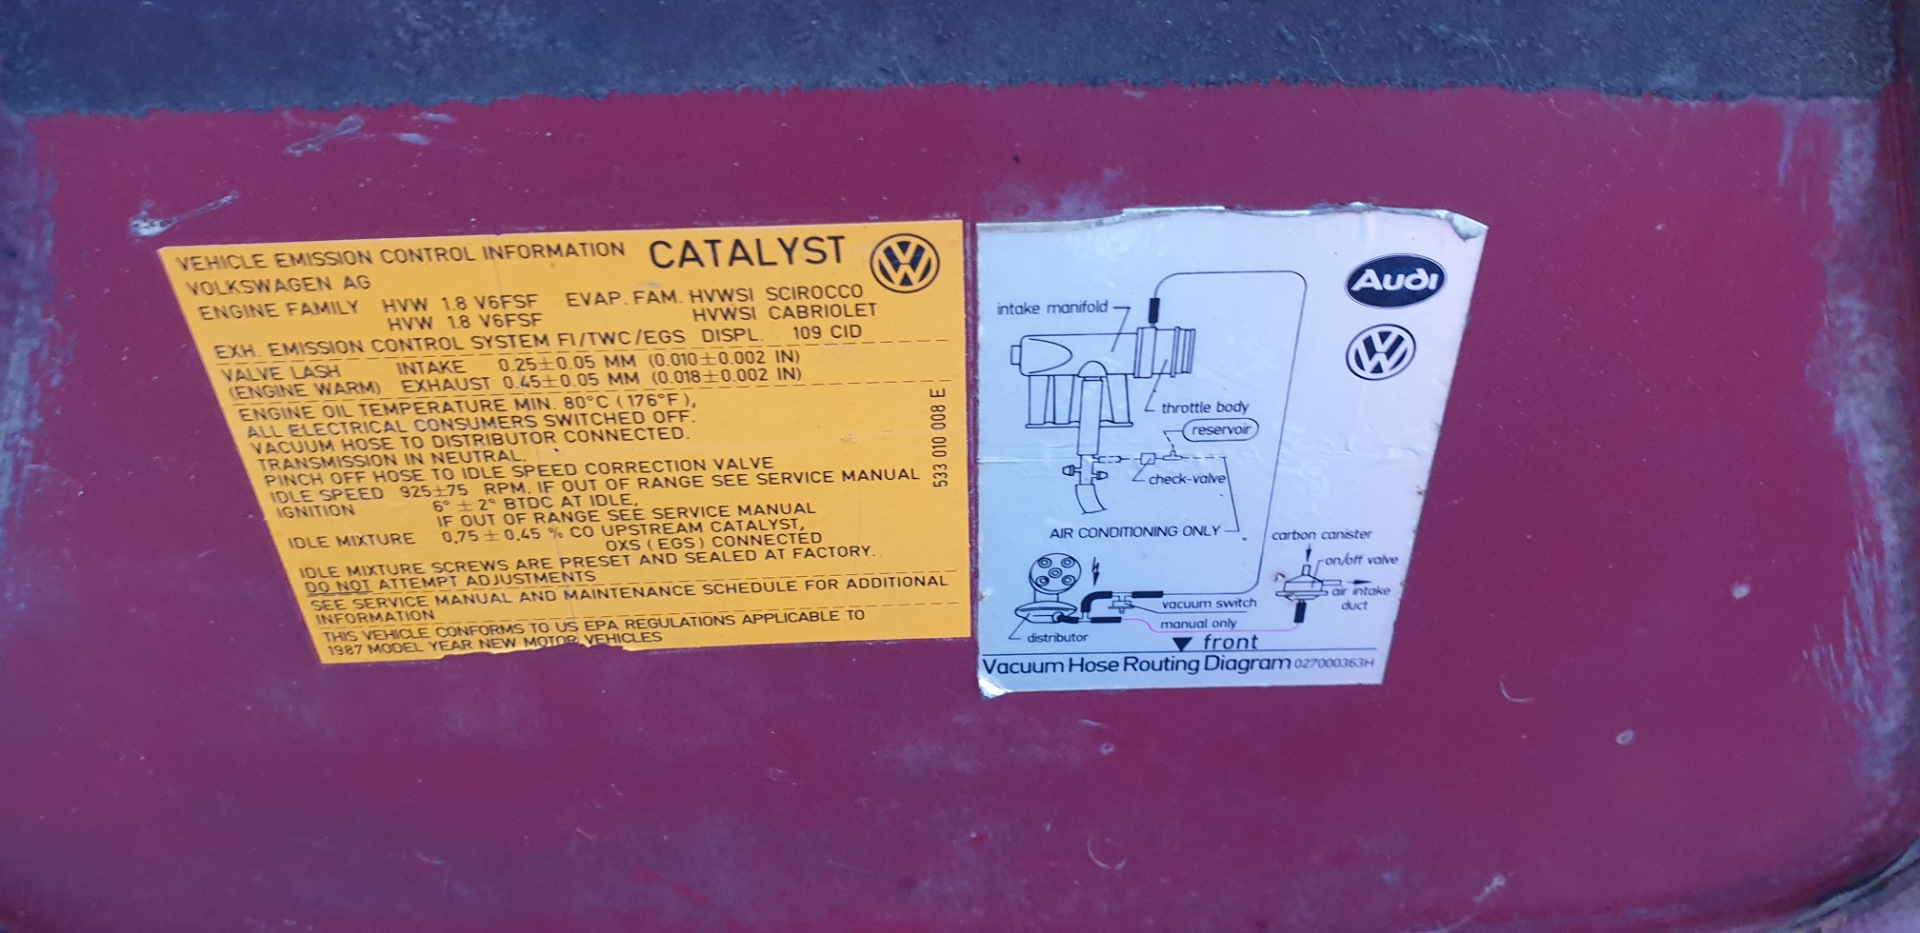 VEHICLE EMISSION CONTROL INFORMATION CATALYST
VOLKSWAGEN AG
ENGINE FAMILY HVW 1.8 V6FSF EVAP. FAM. HVWSI SCIROCCO
HVW 1.8 V6FSF HVWSI CABRIOLET
EXH. EMISSION CONTROL SYSTEM FI/TWC/EGS DISPL. 109 CID
VALVE LASH INTAKE 0.25±0.05 MM (0.010±0.002 IN)
(ENGINE WARM) EXHAUST 0.45±0.05 MM (0.018±0.002 IN)
ENGINE OIL TEMPERATURE MIN. 80°C (176°F),
ALL ELECTRICAL CONSUMERS SWITCHED OFF.
VACUUM HOSE TO DISTRIBUTOR CONNECTED.
TRANSMISSION IN NEUTRAL.
PINCH OFF HOSE TO IDLE SPEED CORRECTION VALVE
IDLE SPEED 925±75 RPM. IF OUT OF RANGE SEE SERVICE MANUAL
IGNITION 6° ± 2° BTDC AT IDLE,
IF OUT OF RANGE SEE SERVICE MANUAL
IDLE MIXTURE 0,75 ± 0,45 % CO UPSTREAM CATALYST,
OXS (EGS) CONNECTED
IDLE MIXTURE SCREWS ARE PRESET AND SEALED AT FACTORY.
DO NOT ATTEMPT ADJUSTMENTS
SEE SERVICE MANUAL AND MAINTENANCE SCHEDULE FOR ADDITIONAL
INFORMATION
THIS VEHICLE CONFORMS TO US EPA REGULATIONS APPLICABLE TO
1987 MODEL YEAR NEW MOTOR VEHICLES
533 010 008 E
Audi
intake manifold
throttle body
reservoir
check-valve
AIR CONDITIONING ONLY
carbon canister
on/off valve
air intake
duct
vacuum switch
manual only
distributor
front
Vacuum Hose Routing Diagram 027000363H